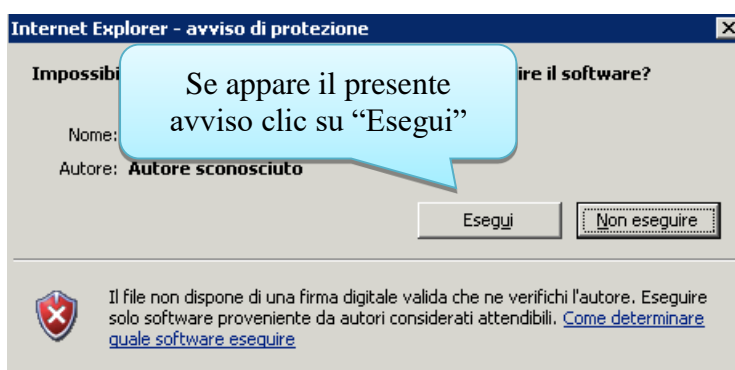 Internet Explorer - avviso di protezione
Impossibi ire il software?
Se appare il presente
avviso clic su “Esegui”
Nome:
Autore: Autore sconosciuto
Esegui Non eseguire
Il file non dispone di una firma digitale valida che ne verifichi l'autore. Eseguire
solo software proveniente da autori considerati attendibili. Come determinare
quale software eseguire